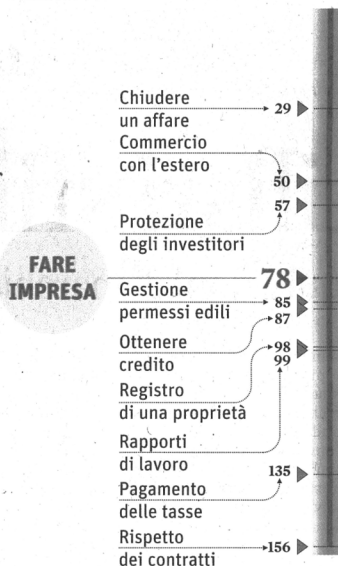 Chiudere
un affare
29
Commercio
con l'estero
50
57
Protezione
degli investitori
FARE
IMPRESA
78
Gestione
permessi edili
85
87
Ottenere
credito
98
99
Registro
di una proprietà
Rapporti
di lavoro
135
Pagamento
delle tasse
Rispetto
dei contratti
156